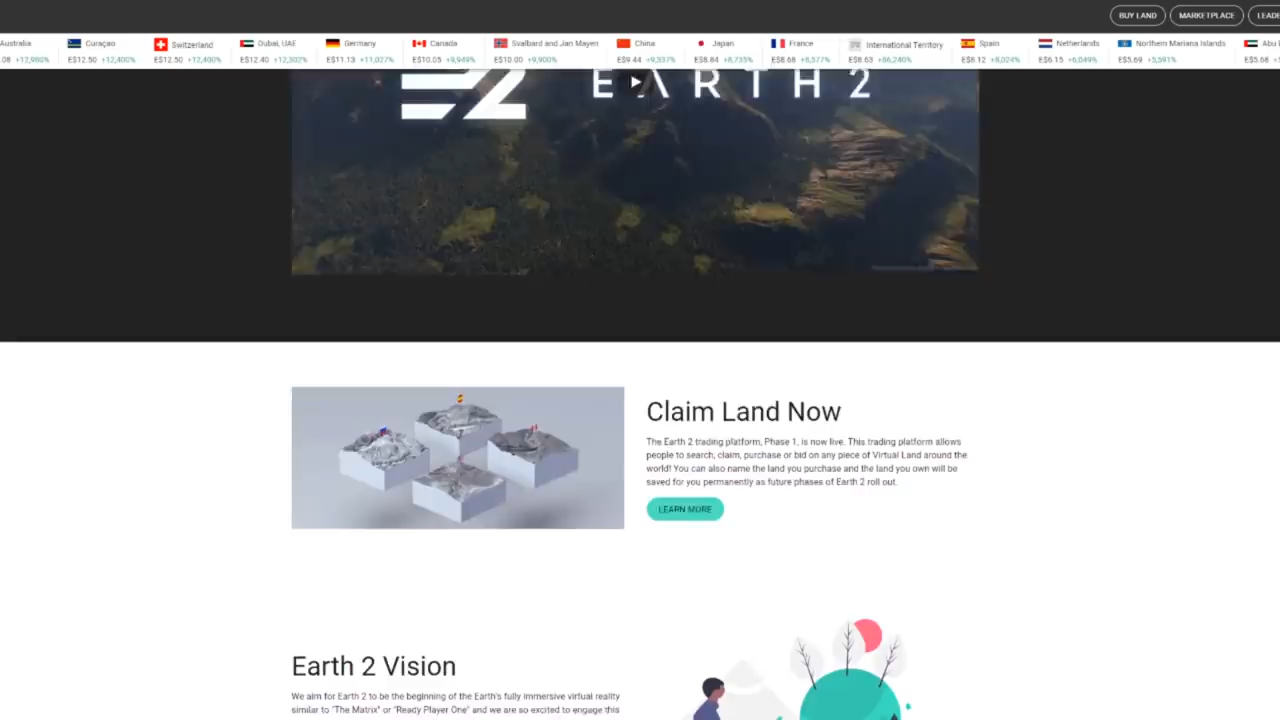 BUY LAND MARKETPLACE LEADE
Australia Curaçao Switzerland Dubai, UAE Germany Canada Svalbard and Jan Mayen China Japan France International Territory Spain Netherlands Northern Mariana Islands Abu
.08 +12,980% E$12.50 +12,400% E$12.50 +12,400% E$12.40 +12,302% E$11.13 +11,027% E$10.05 +9,949% E$10.00 +9,900% E$9.44 +9,337% E$8.84 +8,735% E$8.68 +8,577% E$8.63 +86,240% E$8.12 +8,024% E$6.15 +6,049% E$5.69 +5,591% E$5.68
E2 EARTH 2
Claim Land Now
The Earth 2 trading platform, Phase 1, is now live. This trading platform allows
people to search, claim, purchase or bid on any piece of Virtual Land around the
world! You can also name the land you purchase and the land you own will be
saved for you permanently as future phases of Earth 2 roll out.
LEARN MORE
Earth 2 Vision
We aim for Earth 2 to be the beginning of the Earth's fully immersive virtual reality
similar to "The Matrix" or "Ready Player One" and we are so excited to engage this